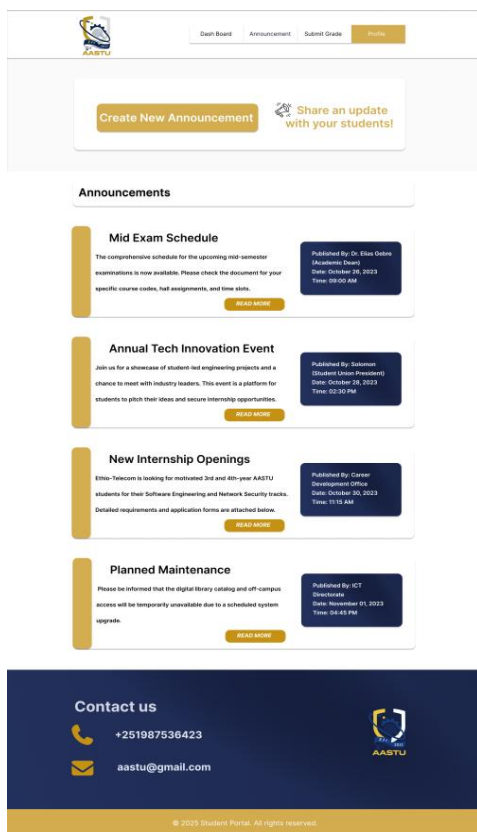 AASTU
Dash Board
Announcement
Submit Grade
Profile
Create New Announcement
Share an update
with your students!
Announcements
Mid Exam Schedule
The comprehensive schedule for the upcoming mid-semester
examinations is now available. Please check the document for your
specific course codes, hall assignments, and time slots.
READ MORE
Published By: Dr. Elias Gebre
(Academic Dean)
Date: October 26, 2023
Time: 09:00 AM
Annual Tech Innovation Event
Join us for a showcase of student-led engineering projects and a
chance to meet with industry leaders. This event is a platform for
students to pitch their ideas and secure internship opportunities.
READ MORE
Published By: Solomon
(Student Union President)
Date: October 28, 2023
Time: 02:30 PM
New Internship Openings
Ethio-Telecom is looking for motivated 3rd and 4th-year AASTU
students for their Software Engineering and Network Security tracks.
Detailed requirements and application forms are attached below.
READ MORE
Published By: Career
Development Office
Date: October 30, 2023
Time: 11:15 AM
Planned Maintenance
Please be informed that the digital library catalog and off-campus
access will be temporarily unavailable due to a scheduled system
upgrade.
READ MORE
Published By: ICT
Directorate
Date: November 01, 2023
Time: 04:45 PM
Contact us
+251987536423
aastu@gmail.com
AASTU
© 2025 Student Portal. All rights reserved.